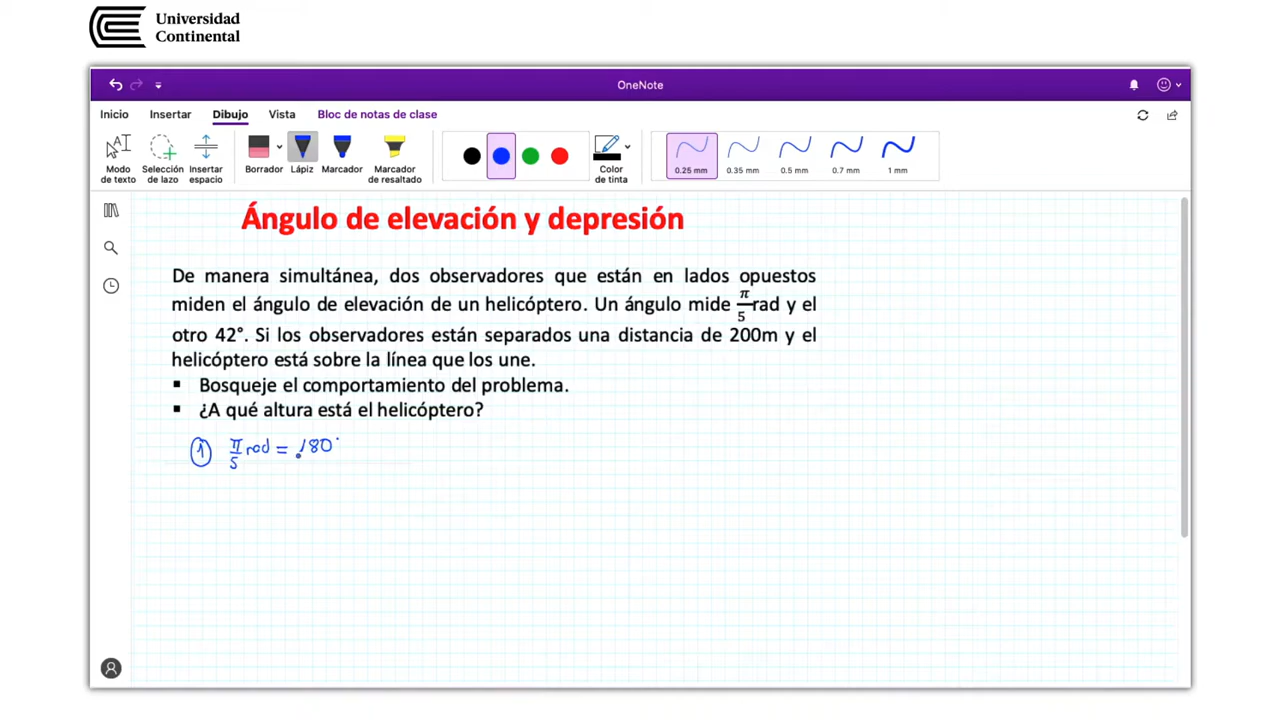 Universidad
Continental
OneNote
Inicio Insertar Dibujo Vista Bloc de notas de clase
Modo de texto Selección de lazo Insertar espacio Borrador Lápiz Marcador Marcador de resaltado Color de tinta 0.25 mm 0.35 mm 0.5 mm 0.7 mm 1 mm
Ángulo de elevación y depresión
De manera simultánea, dos observadores que están en lados opuestos
miden el ángulo de elevación de un helicóptero. Un ángulo mide π/5 rad y el
otro 42°. Si los observadores están separados una distancia de 200m y el
helicóptero está sobre la línea que los une.
▪ Bosqueje el comportamiento del problema.
▪ ¿A qué altura está el helicóptero?
① π/5 rad = 180°